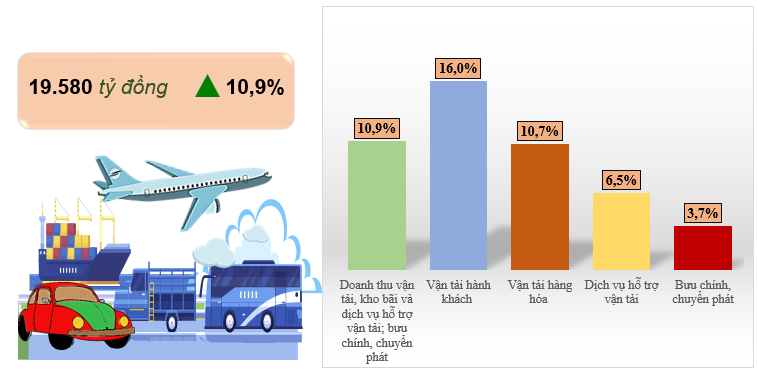 19.580 tỷ đồng
10,9%
10,9%
16,0%
10,7%
6,5%
3,7%
Doanh thu vận
tải, kho bãi và
dịch vụ hỗ trợ
vận tải; bưu
chính, chuyển
phát
Vận tải hành
khách
Vận tải hàng
hóa
Dịch vụ hỗ trợ
vận tải
Bưu chính,
chuyển phát